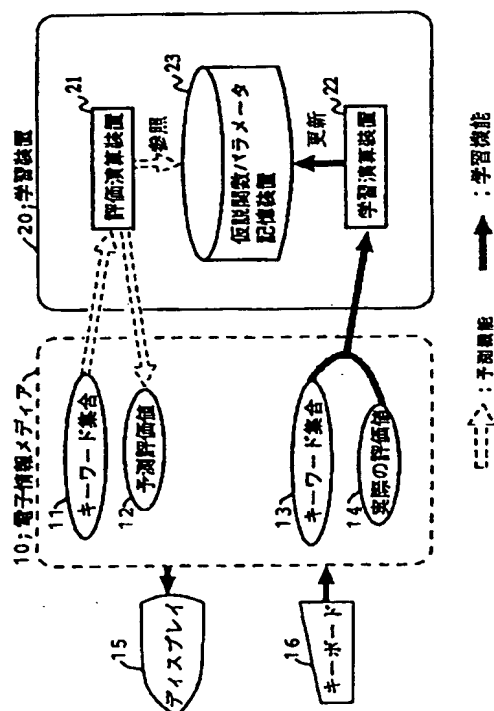 10;電子情報メディア
20;学習装置
11
キーワード集合
12
予測評価値
21
評価演算装置
参照
23
仮説関数パラメータ
記憶装置
更新
22
学習演算装置
13
キーワード集合
14
実際の評価値
15
ディスプレイ
16
キーボード
;予測機能
;学習機能